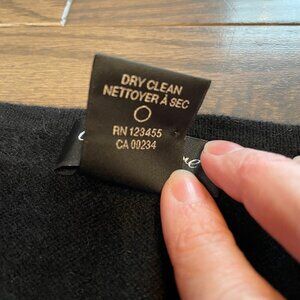 DRY CLEAN
NETTOYER À SEC
RN 123455
CA 00234